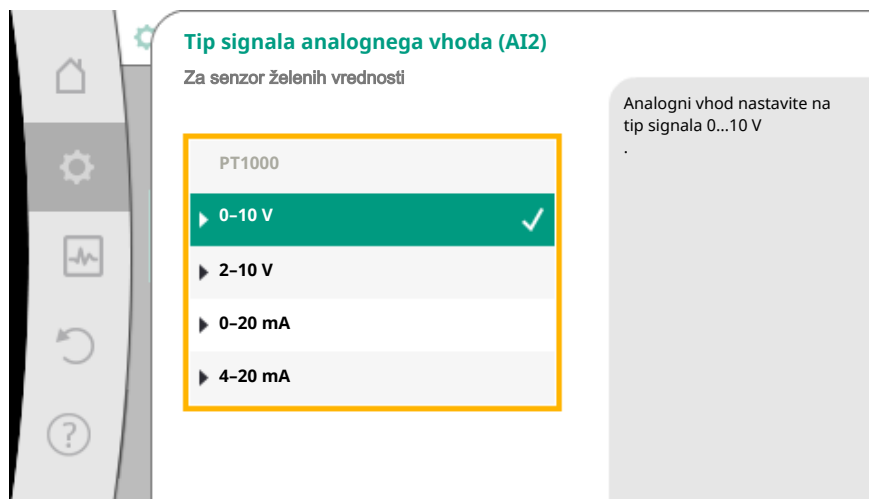 Tip signala analognega vhoda (AI2)
Za senzor želenih vrednosti
PT1000
0–10 V
2–10 V
0–20 mA
4–20 mA
Analogni vhod nastavite na
tip signala 0...10 V
.
?